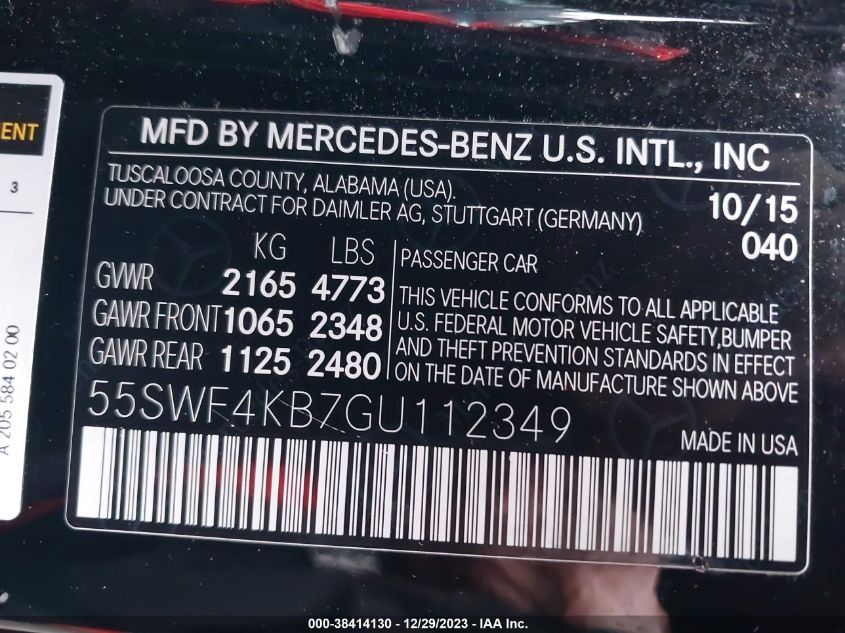 ENT
3
A 205 584 02 00
MFD BY MERCEDES-BENZ U.S. INTL., INC
TUSCALOOSA COUNTY, ALABAMA (USA).
UNDER CONTRACT FOR DAIMLER AG, STUTTGART (GERMANY)
10/15
040
KG LBS
GVWR 2165 4773
GAWR FRONT 1065 2348
GAWR REAR 1125 2480
PASSENGER CAR
THIS VEHICLE CONFORMS TO ALL APPLICABLE
U.S. FEDERAL MOTOR VEHICLE SAFETY,BUMPER
AND THEFT PREVENTION STANDARDS IN EFFECT
ON THE DATE OF MANUFACTURE SHOWN ABOVE
55SWF4KB7GU112349
MADE IN USA
000-38414130 - 12/29/2023 - IAA Inc.